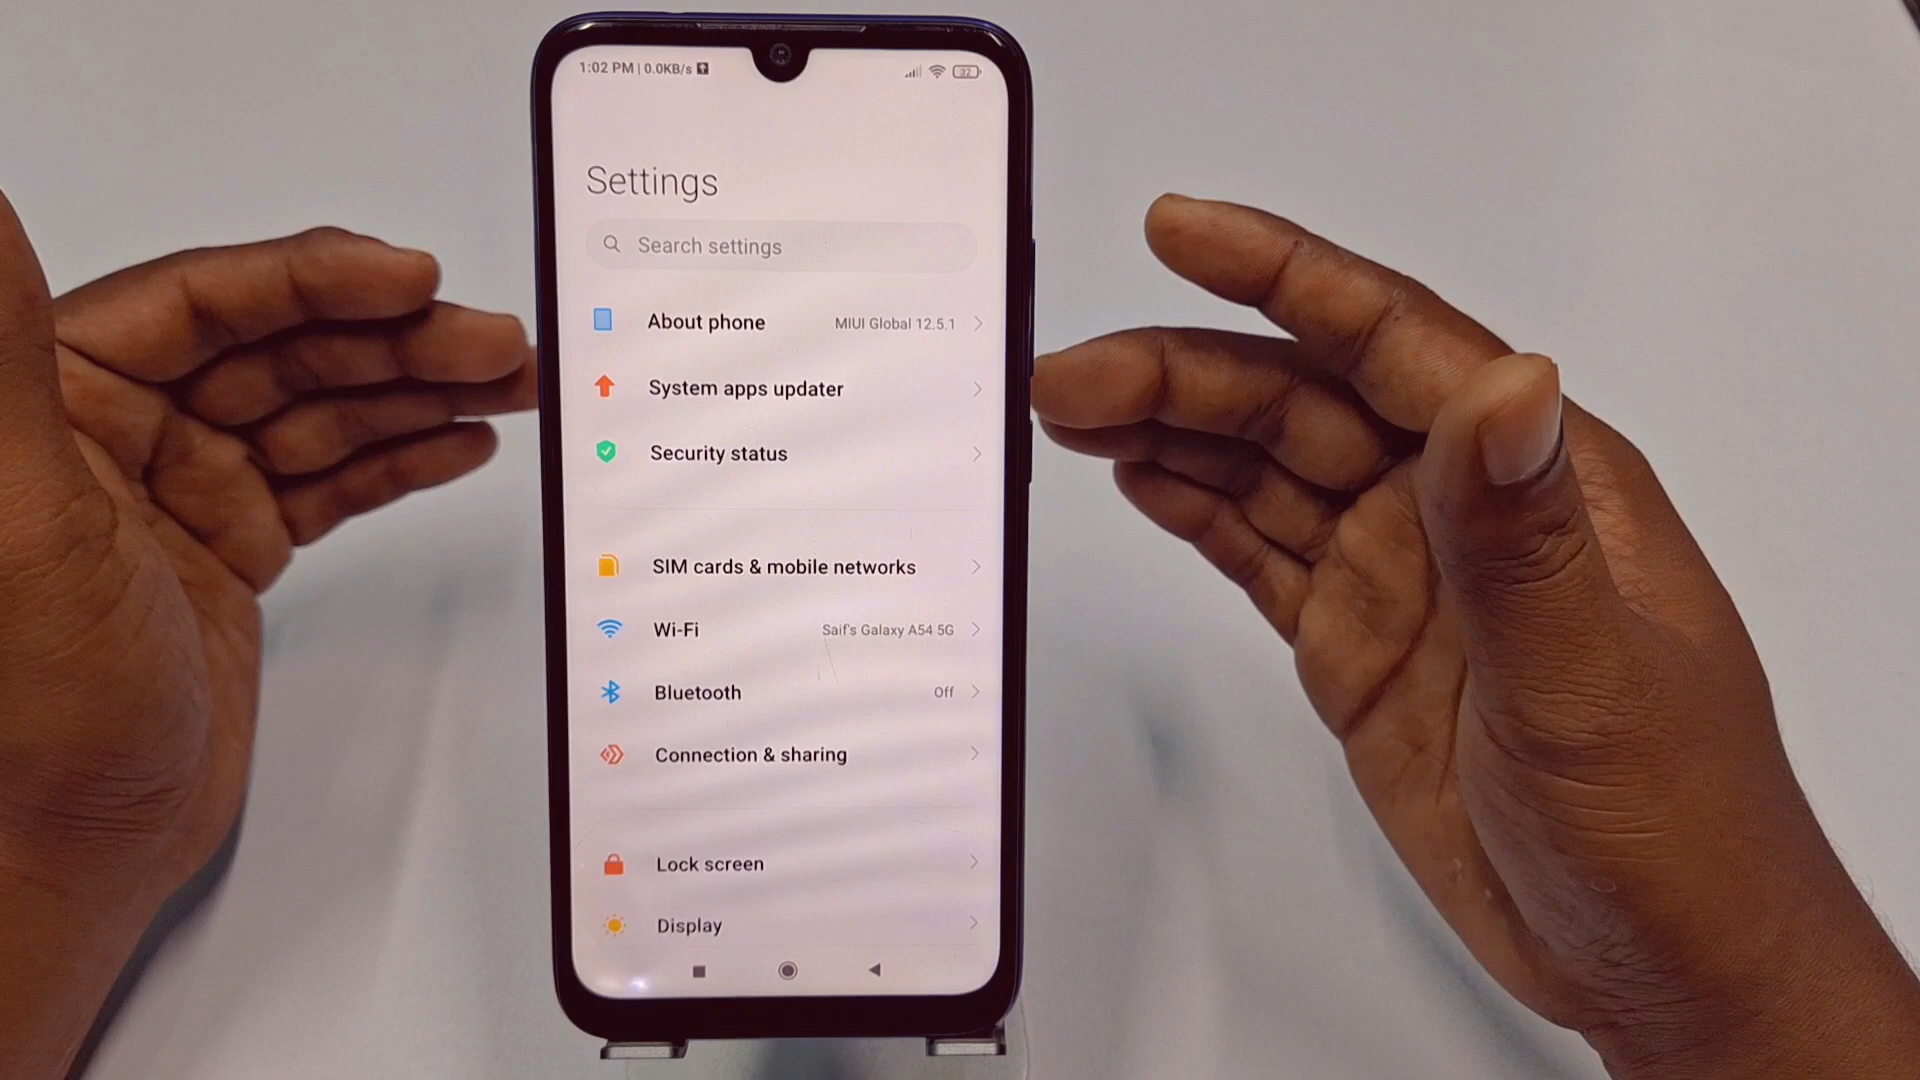 1:02 PM | 0.0KB/s
32
Settings
Search settings
About phone MIUI Global 12.5.1
System apps updater
Security status
SIM cards & mobile networks
Wi-Fi Saif's Galaxy A54 5G
Bluetooth Off
Connection & sharing
Lock screen
Display